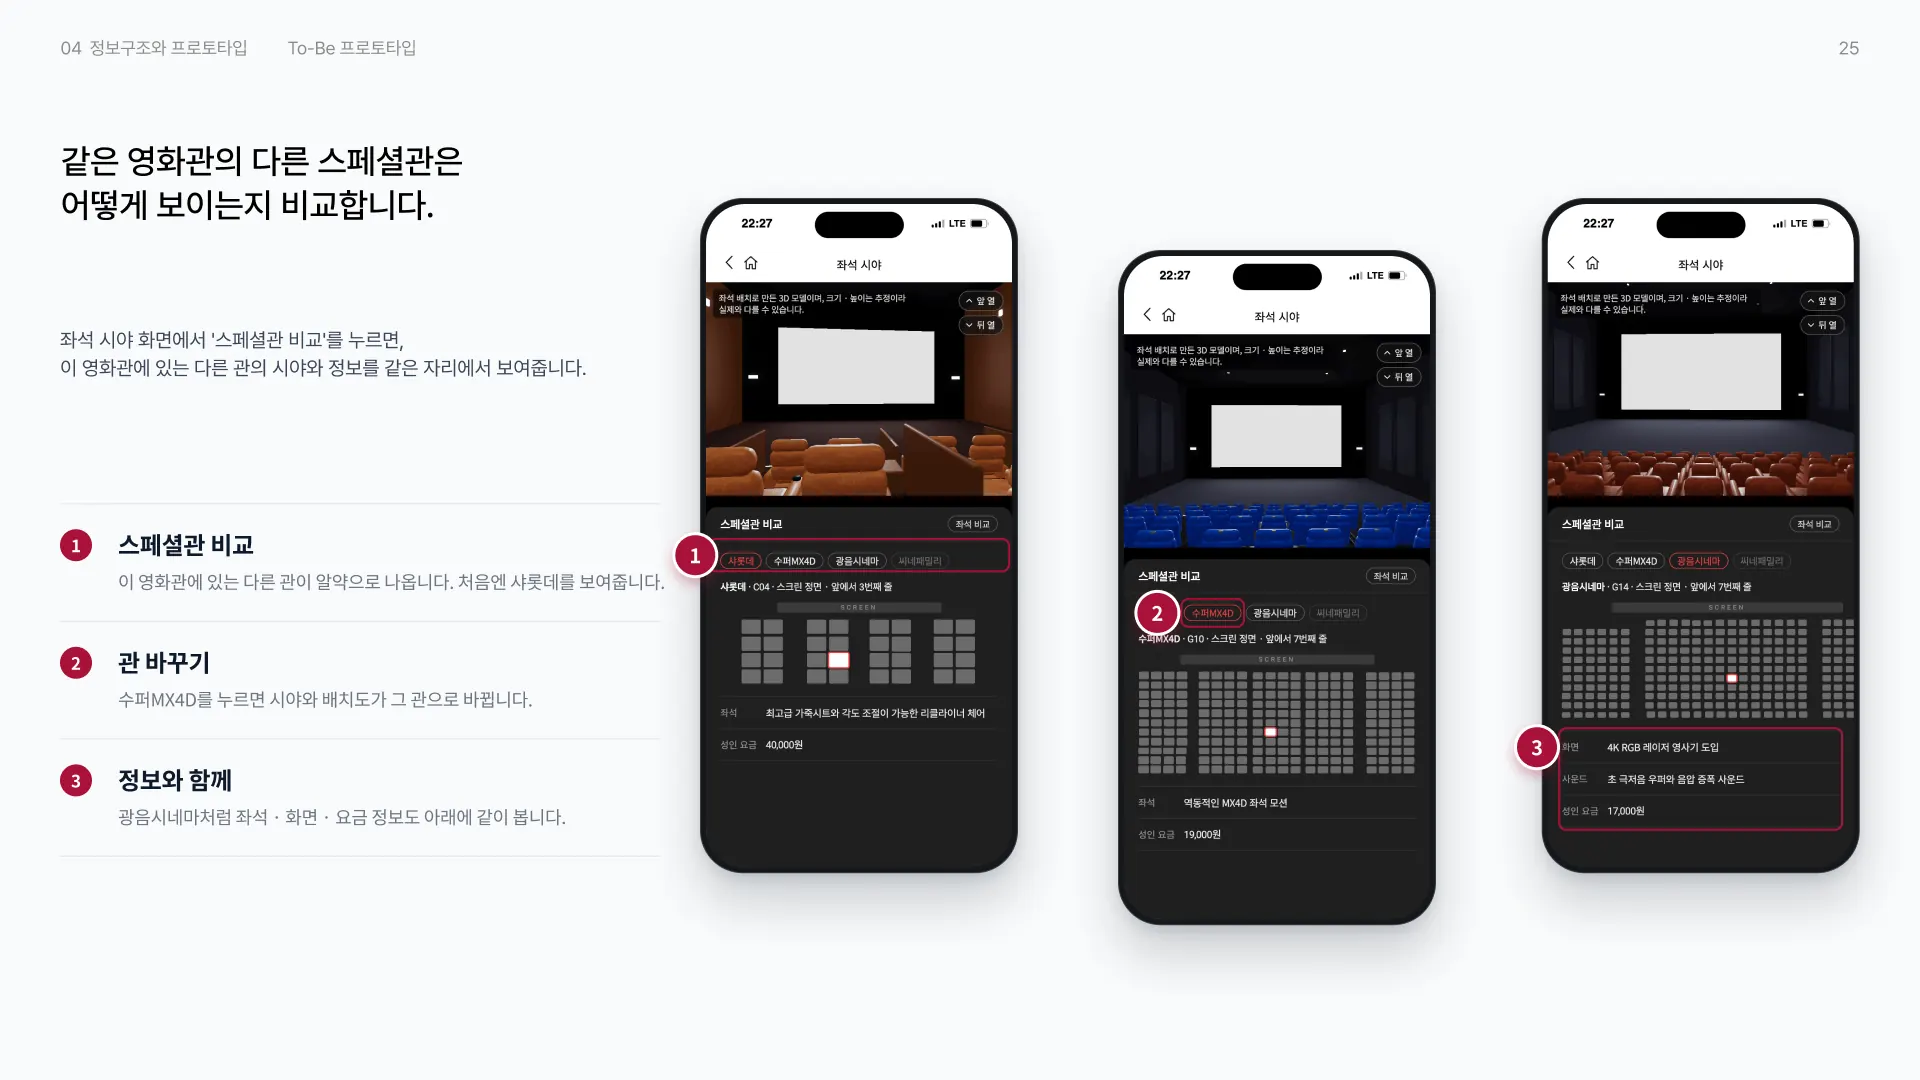 04 정보구조와 프로토타입 To-Be 프로토타입
25
같은 영화관의 다른 스페셜관은
어떻게 보이는지 비교합니다.
좌석 시야 화면에서 '스페셜관 비교'를 누르면,
이 영화관에 있는 다른 관의 시야와 정보를 같은 자리에서 보여줍니다.
1 스페셜관 비교
이 영화관에 있는 다른 관이 알약으로 나옵니다. 처음엔 샤롯데를 보여줍니다.
2 관 바꾸기
수퍼MX4D를 누르면 시야와 배치도가 그 관으로 바뀝니다.
3 정보와 함께
광음시네마처럼 좌석 · 화면 · 요금 정보도 아래에 같이 봅니다.
22:27 LTE
좌석 시야
좌석 배치로 만든 3D 모델이며, 크기 · 높이는 추정이라
실제와 다를 수 있습니다.
앞 열
뒤 열
스페셜관 비교 좌석 비교
1
샤롯데 수퍼MX4D 광음시네마 씨네패밀리
샤롯데 · C04 · 스크린 정면 · 앞에서 3번째 줄
SCREEN
좌석 최고급 가죽시트와 각도 조절이 가능한 리클라이너 체어
성인 요금 40,000원
22:27 LTE
좌석 시야
좌석 배치로 만든 3D 모델이며, 크기 · 높이는 추정이라
실제와 다를 수 있습니다.
앞 열
뒤 열
스페셜관 비교 좌석 비교
2
수퍼MX4D 광음시네마 씨네패밀리
수퍼MX4D · G10 · 스크린 정면 · 앞에서 7번째 줄
SCREEN
좌석 역동적인 MX4D 좌석 모션
성인 요금 19,000원
22:27 LTE
좌석 시야
좌석 배치로 만든 3D 모델이며, 크기 · 높이는 추정이라
실제와 다를 수 있습니다.
앞 열
뒤 열
스페셜관 비교 좌석 비교
샤롯데 수퍼MX4D 광음시네마 씨네패밀리
광음시네마 · G14 · 스크린 정면 · 앞에서 7번째 줄
SCREEN
3
화면 4K RGB 레이저 영사기 도입
사운드 초 극저음 우퍼와 음압 증폭 사운드
성인 요금 17,000원